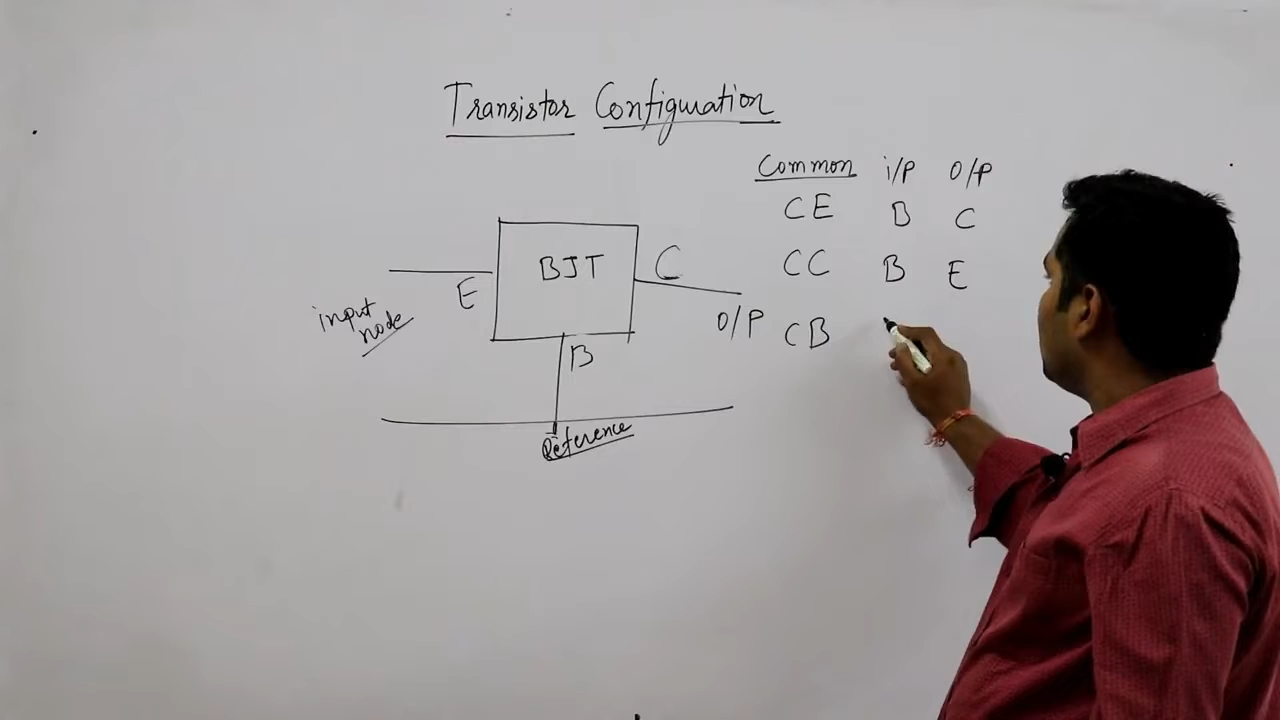 Transistor Configuration
Common i/P O/P
CE B C
CC B E
CB
BJT
E
C
input
node
O/P
B
Reference